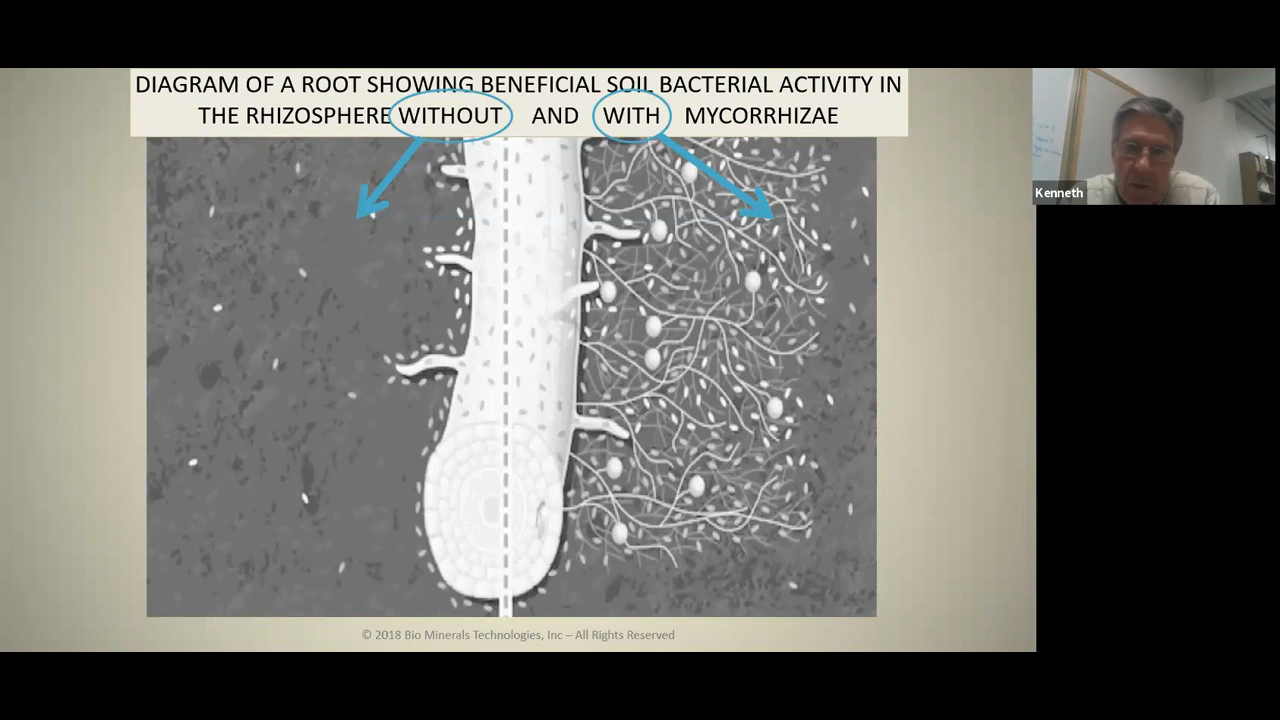 DIAGRAM OF A ROOT SHOWING BENEFICIAL SOIL BACTERIAL ACTIVITY IN
THE RHIZOSPHERE WITHOUT AND WITH MYCORRHIZAE
Kenneth
© 2018 Bio Minerals Technologies, Inc – All Rights Reserved